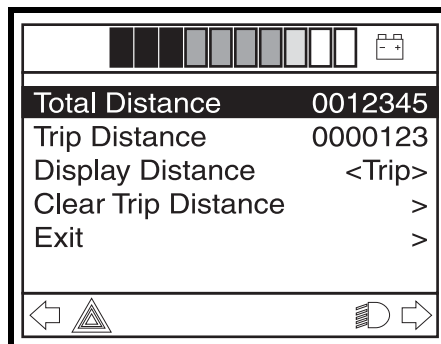 Total Distance 0012345
Trip Distance 0000123
Display Distance <Trip>
Clear Trip Distance >
Exit >